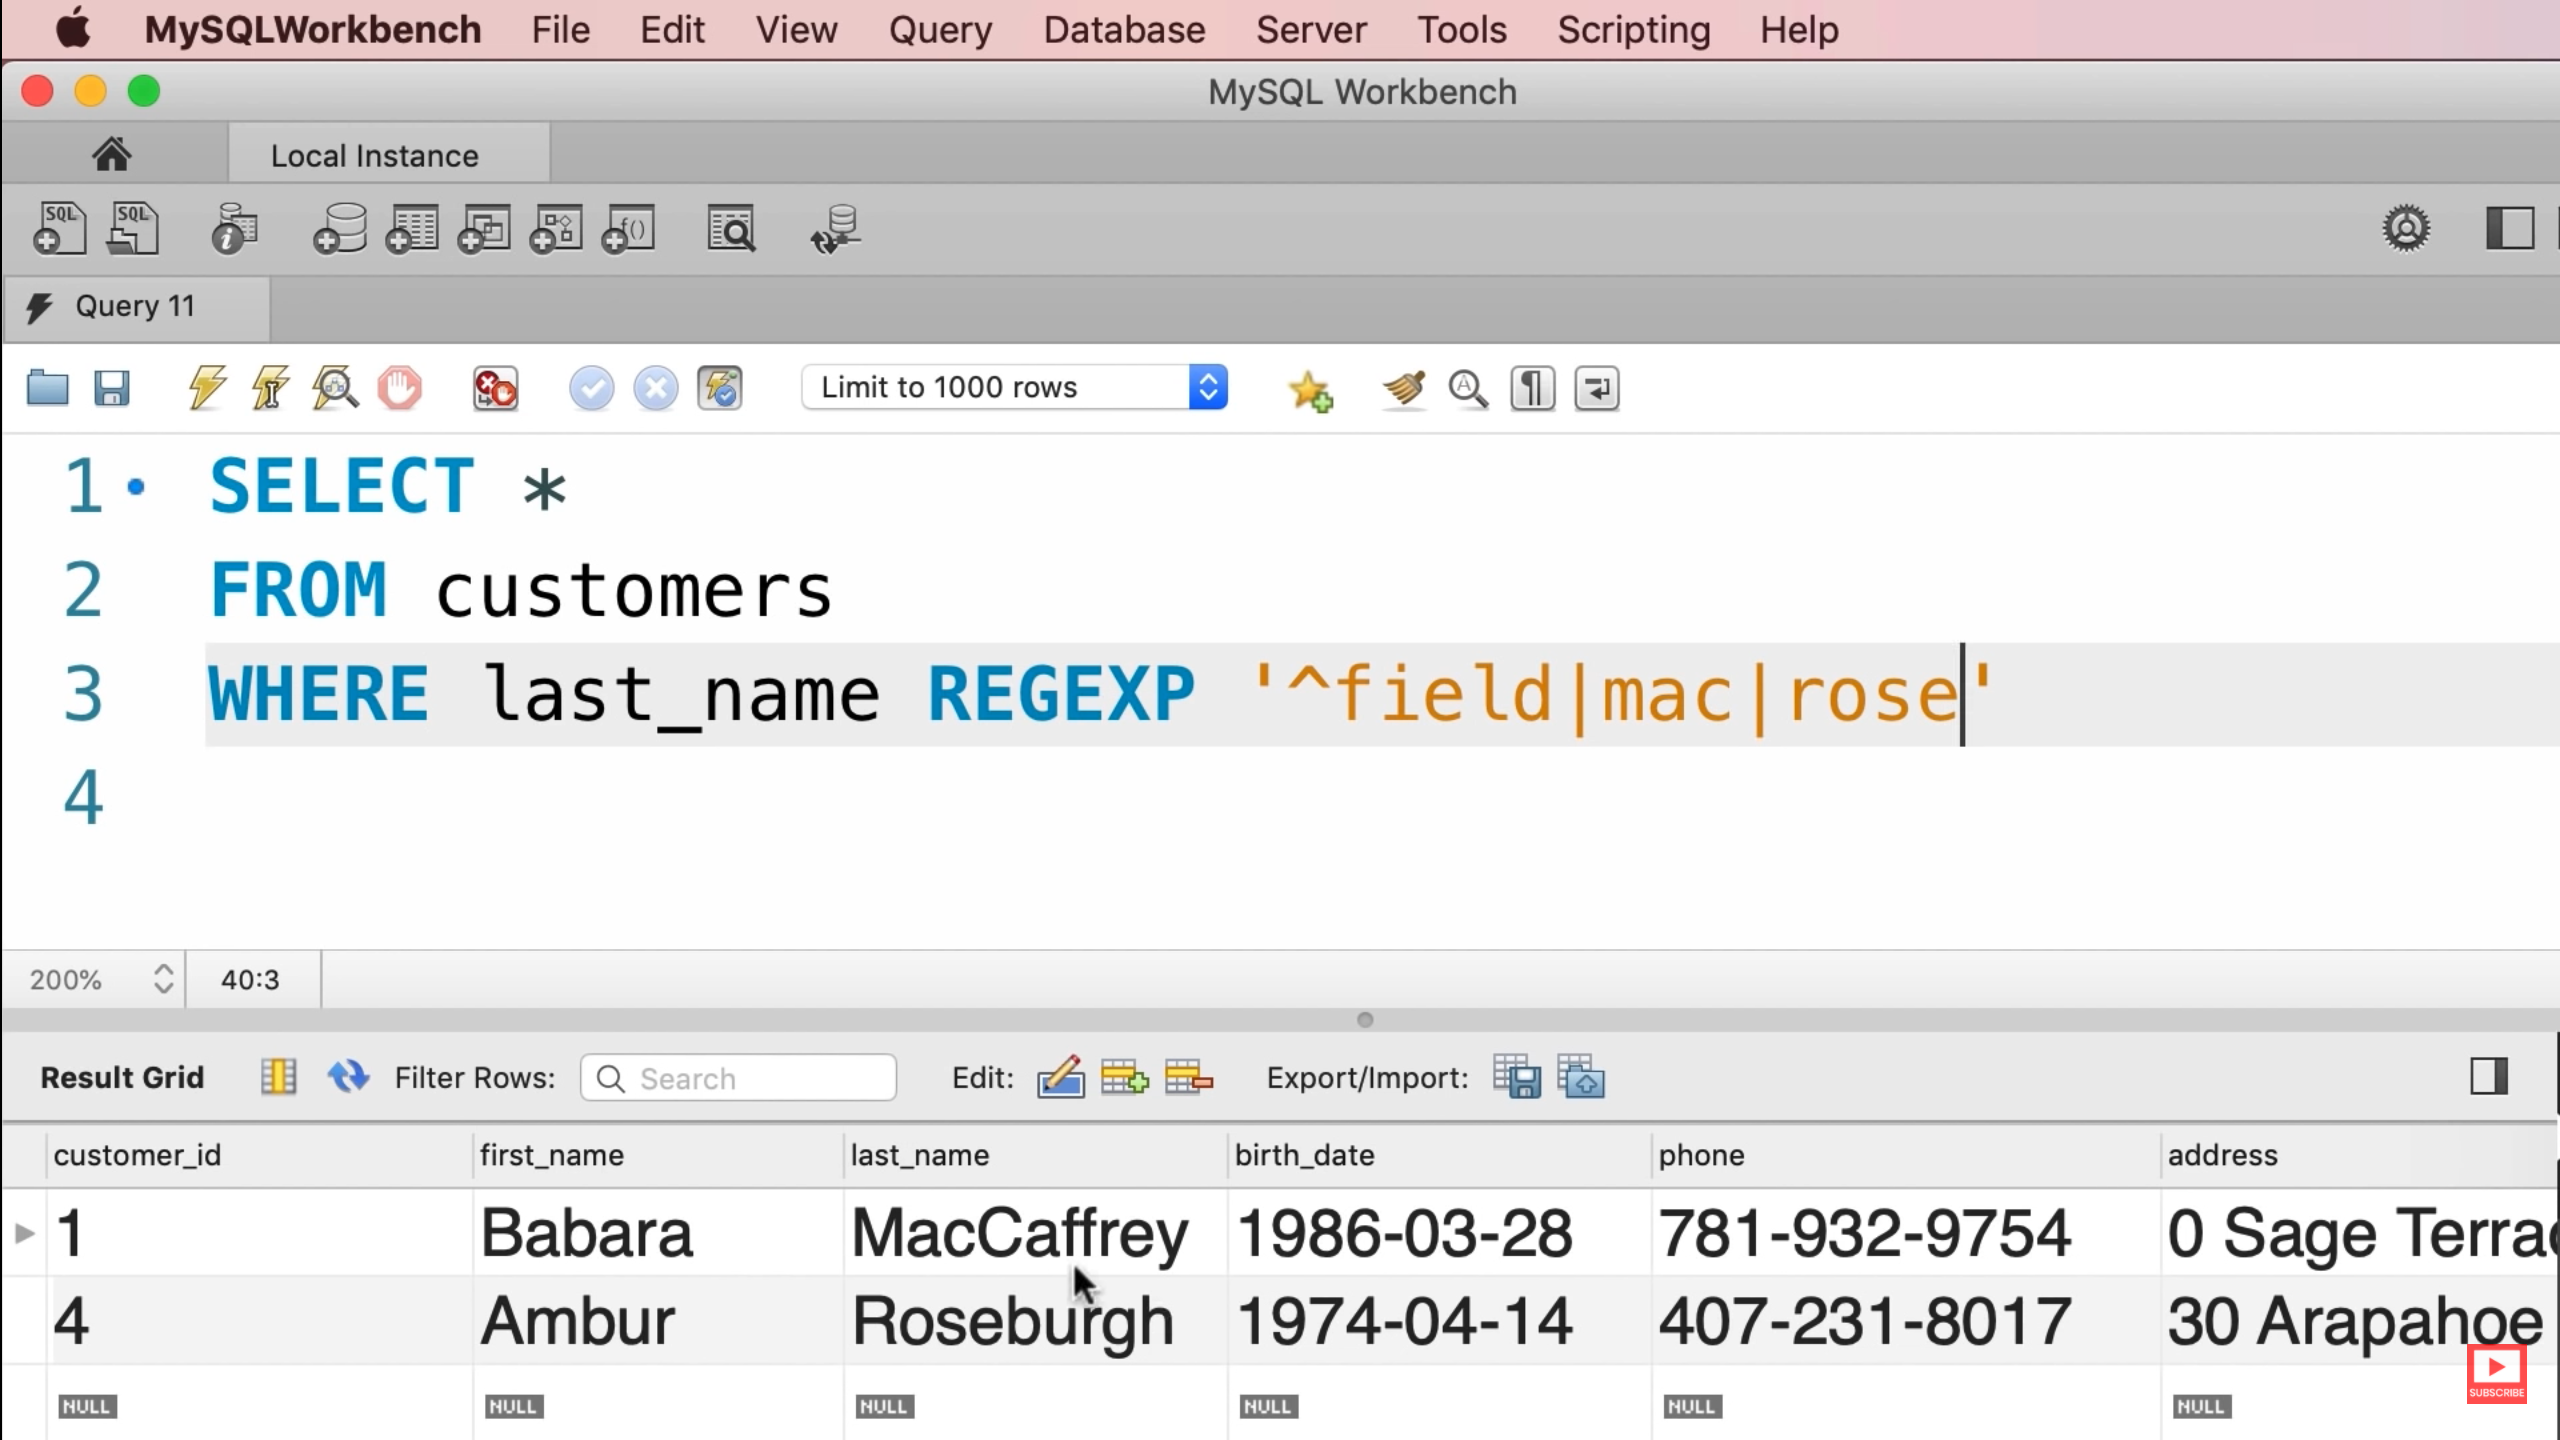 MySQLWorkbench File Edit View Query Database Server Tools Scripting Help
MySQL Workbench
Local Instance
SQL SQL
Query 11
Limit to 1000 rows
1 SELECT *
2 FROM customers
3 WHERE last_name REGEXP '^field|mac|rose'
4
200% 40:3
Result Grid Filter Rows: Search Edit: Export/Import:
customer_id first_name last_name birth_date phone address
1 Babara MacCaffrey 1986-03-28 781-932-9754 0 Sage Terrac
4 Ambur Roseburgh 1974-04-14 407-231-8017 30 Arapahoe
NULL NULL NULL NULL NULL NULL
SUBSCRIBE